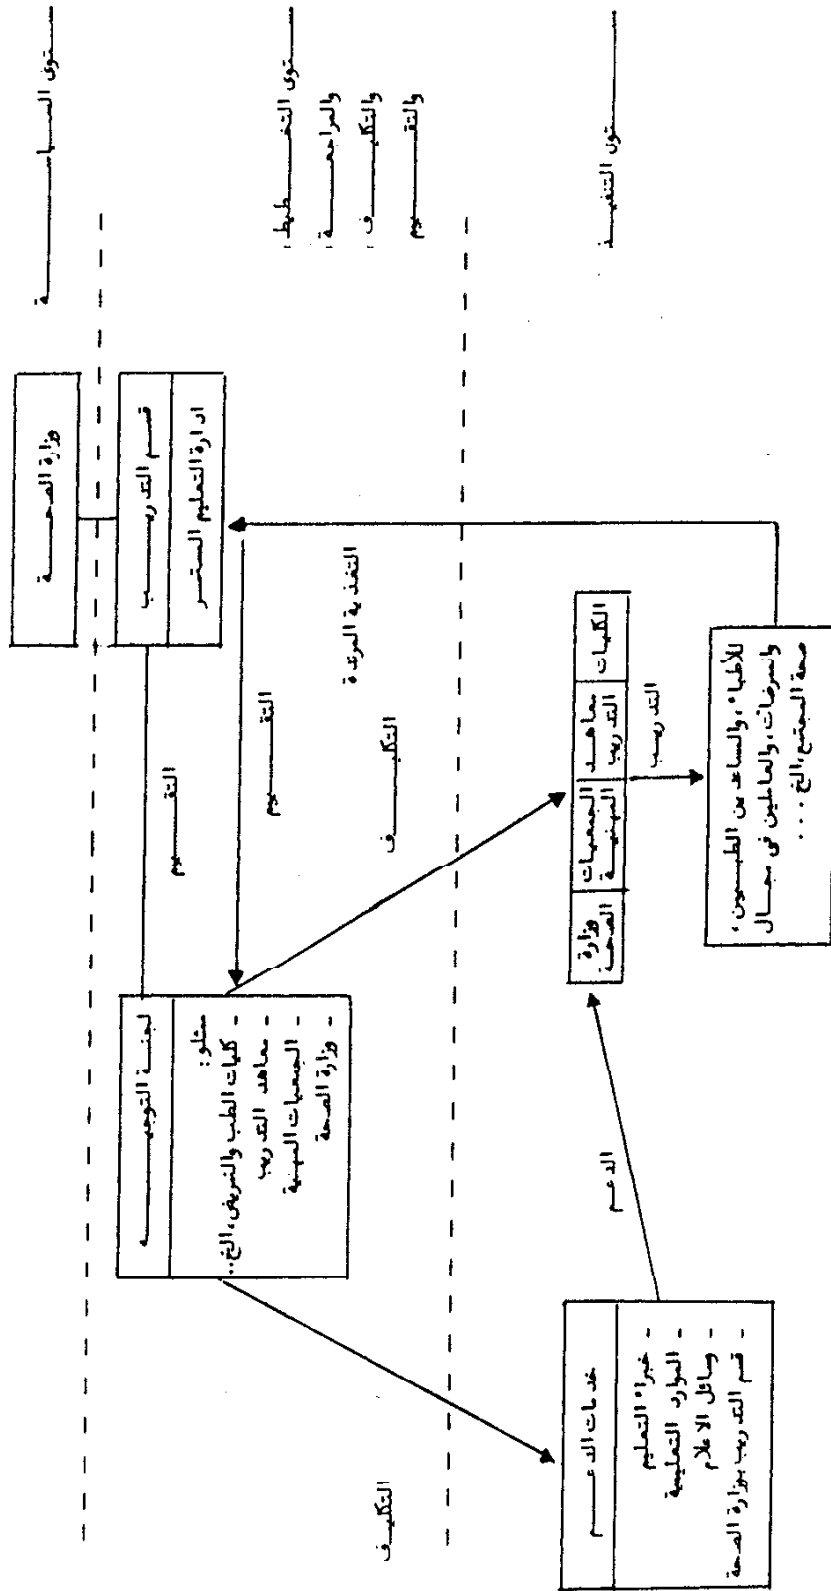 مستوى السياسة
مستوى التخطيط
والمراجعة
والتكليف
والتقويم
مستوى التنفيذ
وزارة الصحة
قسم التدريب
ادارة التعليم المستمر
التقويم
التقويم
التغذية المرتدة
التكليف
لجنة التوجيه
ممثلو:
- كليات الطب والتمريض، الخ..
- معاهد التدريب
- الجمعيات المهنية
- وزارة الصحة
التكليف
الكليات
معاهد
التدريب
الجمعيات
المهنية
وزارة
الصحة
التدريب
للأطباء، والمساعدين الطبيين،
والممرضات، والعاملين في مجال
صحة المجتمع، الخ ...
الدعم
خدمات الدعم
- خبراء التعليم
- الموارد التعليمية
- وسائل الاعلام
- قسم التدريب بوزارة الصحة